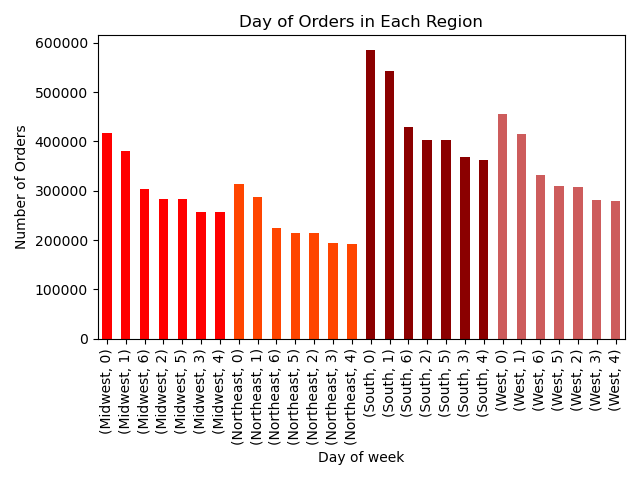 Day of Orders in Each Region
600000
500000
400000
300000
200000
100000
0
Number of Orders
(Midwest, 0)
(Midwest, 1)
(Midwest, 6)
(Midwest, 2)
(Midwest, 5)
(Midwest, 3)
(Midwest, 4)
(Northeast, 0)
(Northeast, 1)
(Northeast, 6)
(Northeast, 5)
(Northeast, 2)
(Northeast, 3)
(Northeast, 4)
(South, 0)
(South, 1)
(South, 6)
(South, 2)
(South, 5)
(South, 3)
(South, 4)
(West, 0)
(West, 1)
(West, 6)
(West, 5)
(West, 2)
(West, 3)
(West, 4)
Day of week